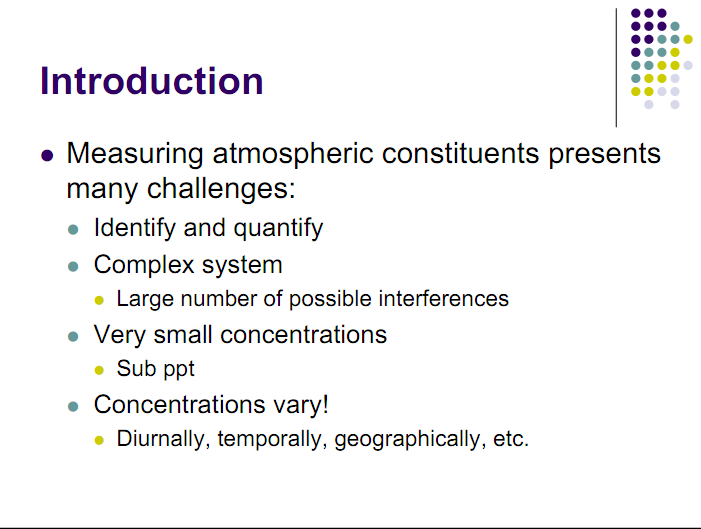 Introduction
Measuring atmospheric constituents presents
many challenges:
Identify and quantify
Complex system
Large number of possible interferences
Very small concentrations
Sub ppt
Concentrations vary!
Diurnally, temporally, geographically, etc.